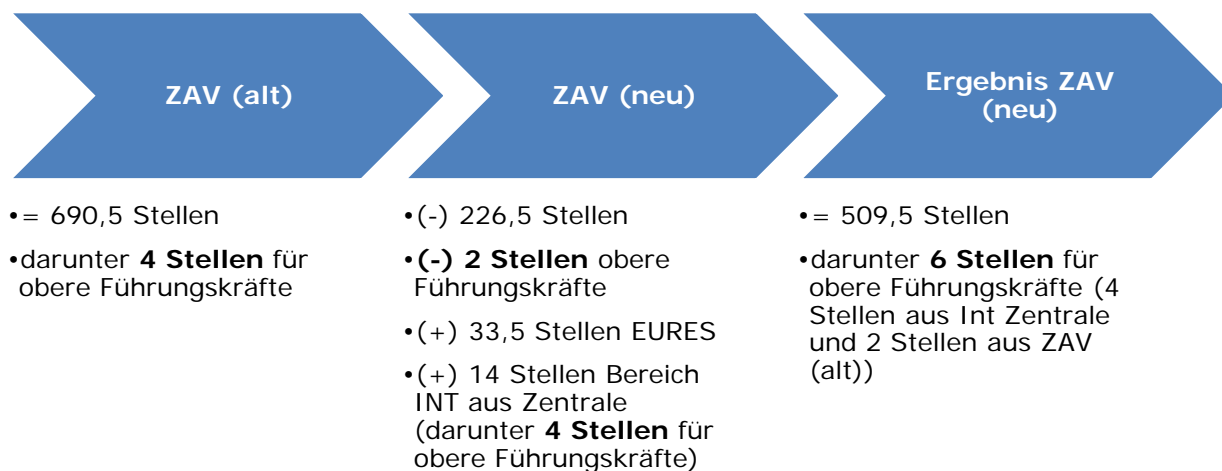 ZAV (alt)
• = 690,5 Stellen
• darunter 4 Stellen für
obere Führungskräfte
ZAV (neu)
• (-) 226,5 Stellen
• (-) 2 Stellen obere
Führungskräfte
• (+) 33,5 Stellen EURES
• (+) 14 Stellen Bereich
INT aus Zentrale
(darunter 4 Stellen für
obere Führungskräfte)
Ergebnis ZAV
(neu)
• = 509,5 Stellen
• darunter 6 Stellen für
obere Führungskräfte (4
Stellen aus Int Zentrale
und 2 Stellen aus ZAV
(alt))